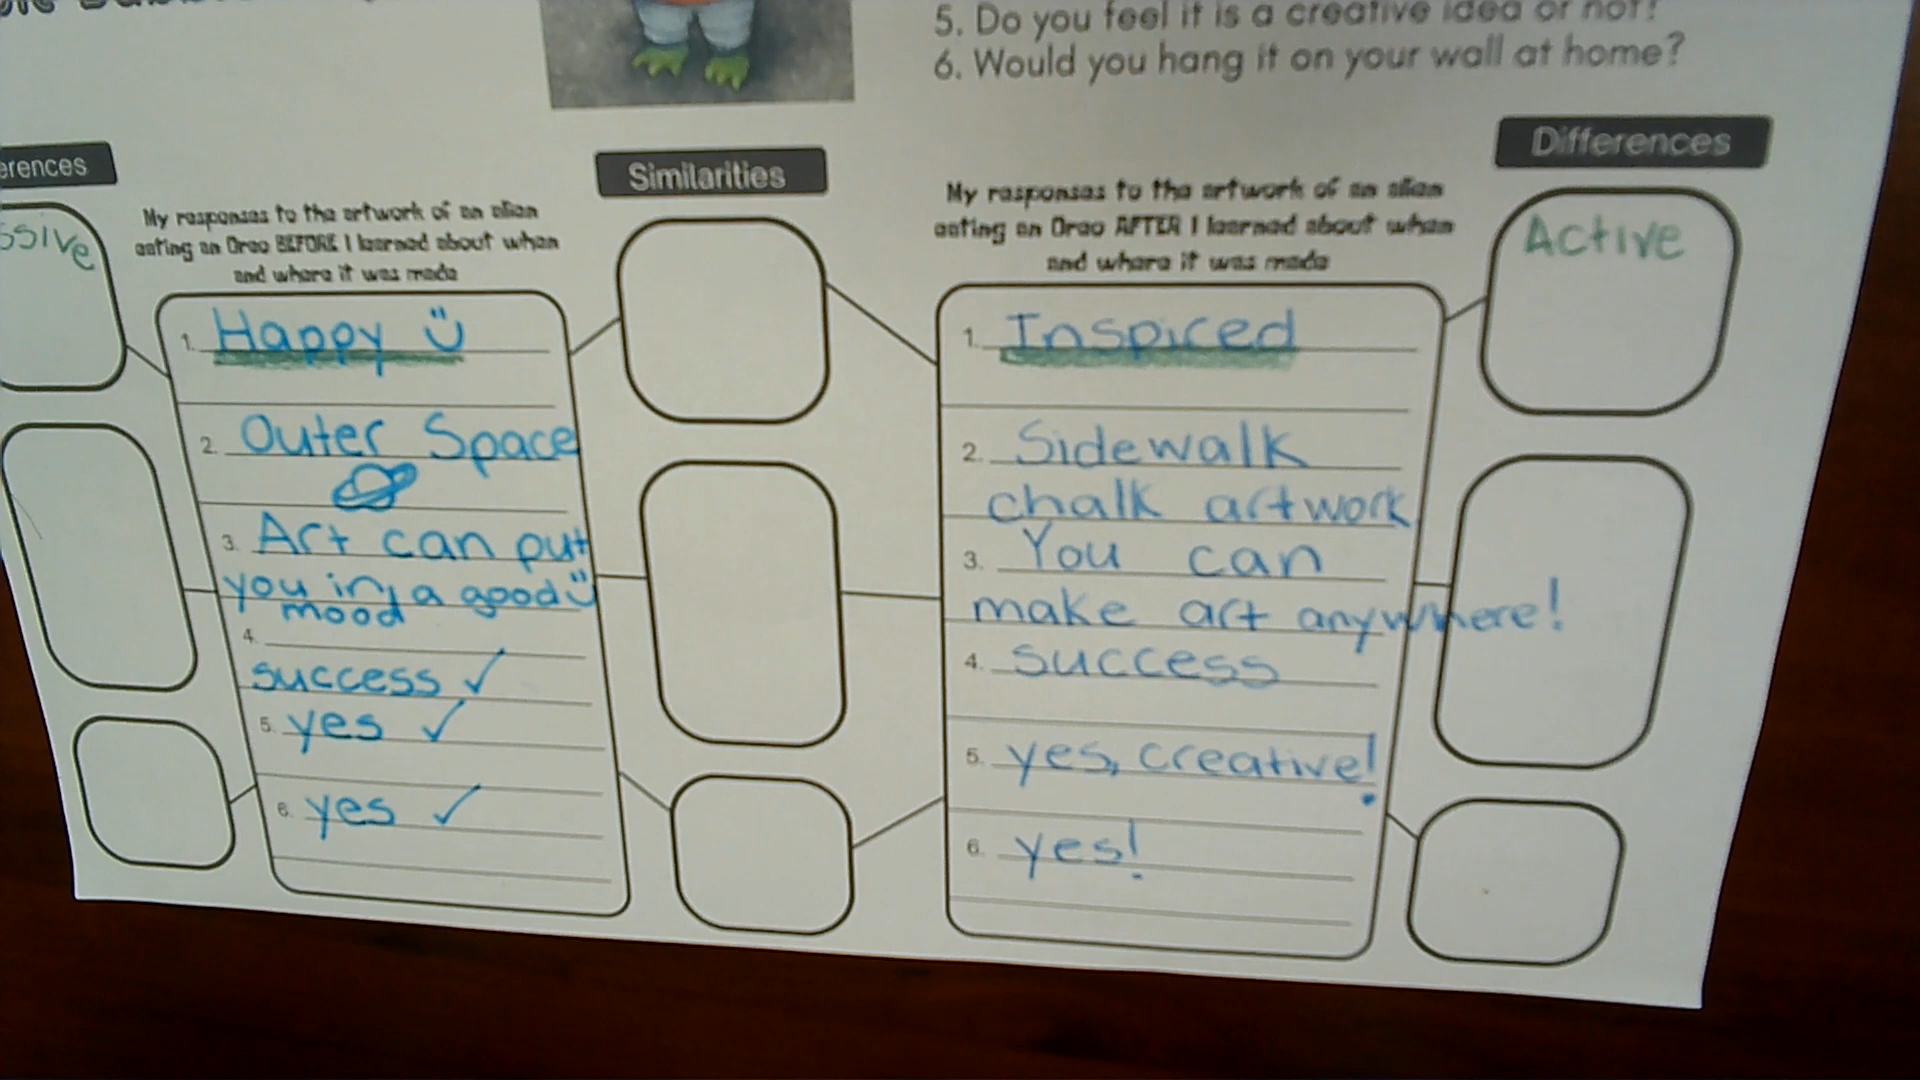 5. Do you feel it is a creative idea or not?
6. Would you hang it on your wall at home?
erences
Similarities
Differences
ssive
My responses to the artwork of an alien
eating an Oreo BEFORE I learned about when
and where it was made
1. Happy
2. Outer Space
3. Art can put
you in a good
mood
4.
success ✓
5. yes ✓
6. yes ✓
My responses to the artwork of an alien
eating an Oreo AFTER I learned about when
and where it was made
1. Inspired
2. Sidewalk
chalk artwork
3. You can
make art anywhere!
4. success
5. yes, creative!
6. yes!
Active